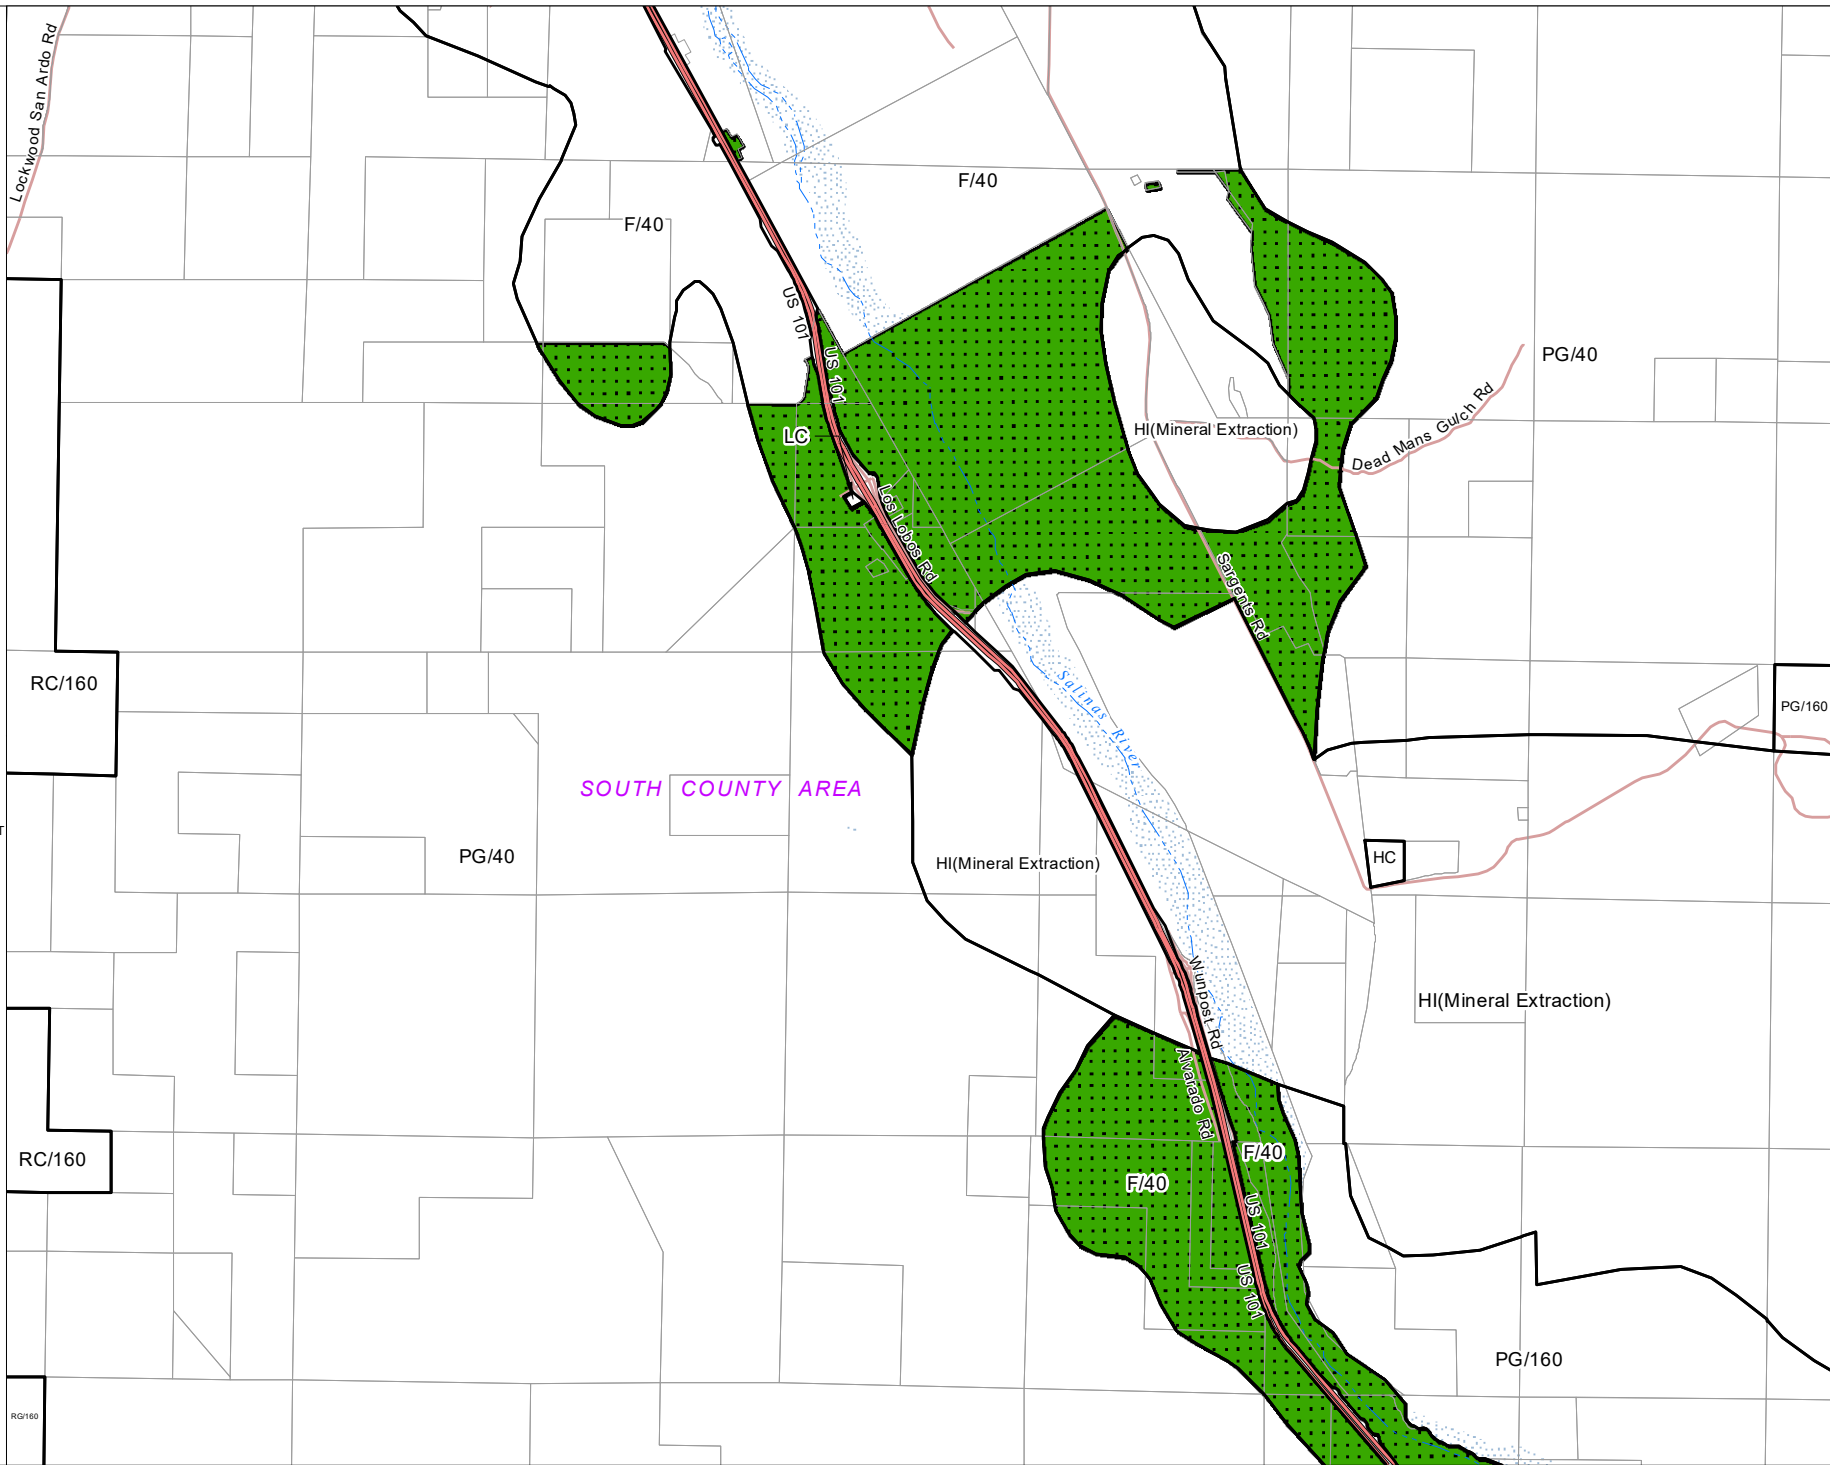 Lockwood San Ardo Rd
F/40
F/40
US 101
US 101
PG/40
LC
HI(Mineral Extraction)
Dead Mans Gulch Rd
Los Lobos Rd
Sargents Rd
RC/160
Salinas River
PG/160
SOUTH COUNTY AREA
T
PG/40
HI(Mineral Extraction)
HC
Wunpost Rd
HI(Mineral Extraction)
Alvarado Rd
F/40
RC/160
F/40
US 101
US 101
PG/160
RG/160